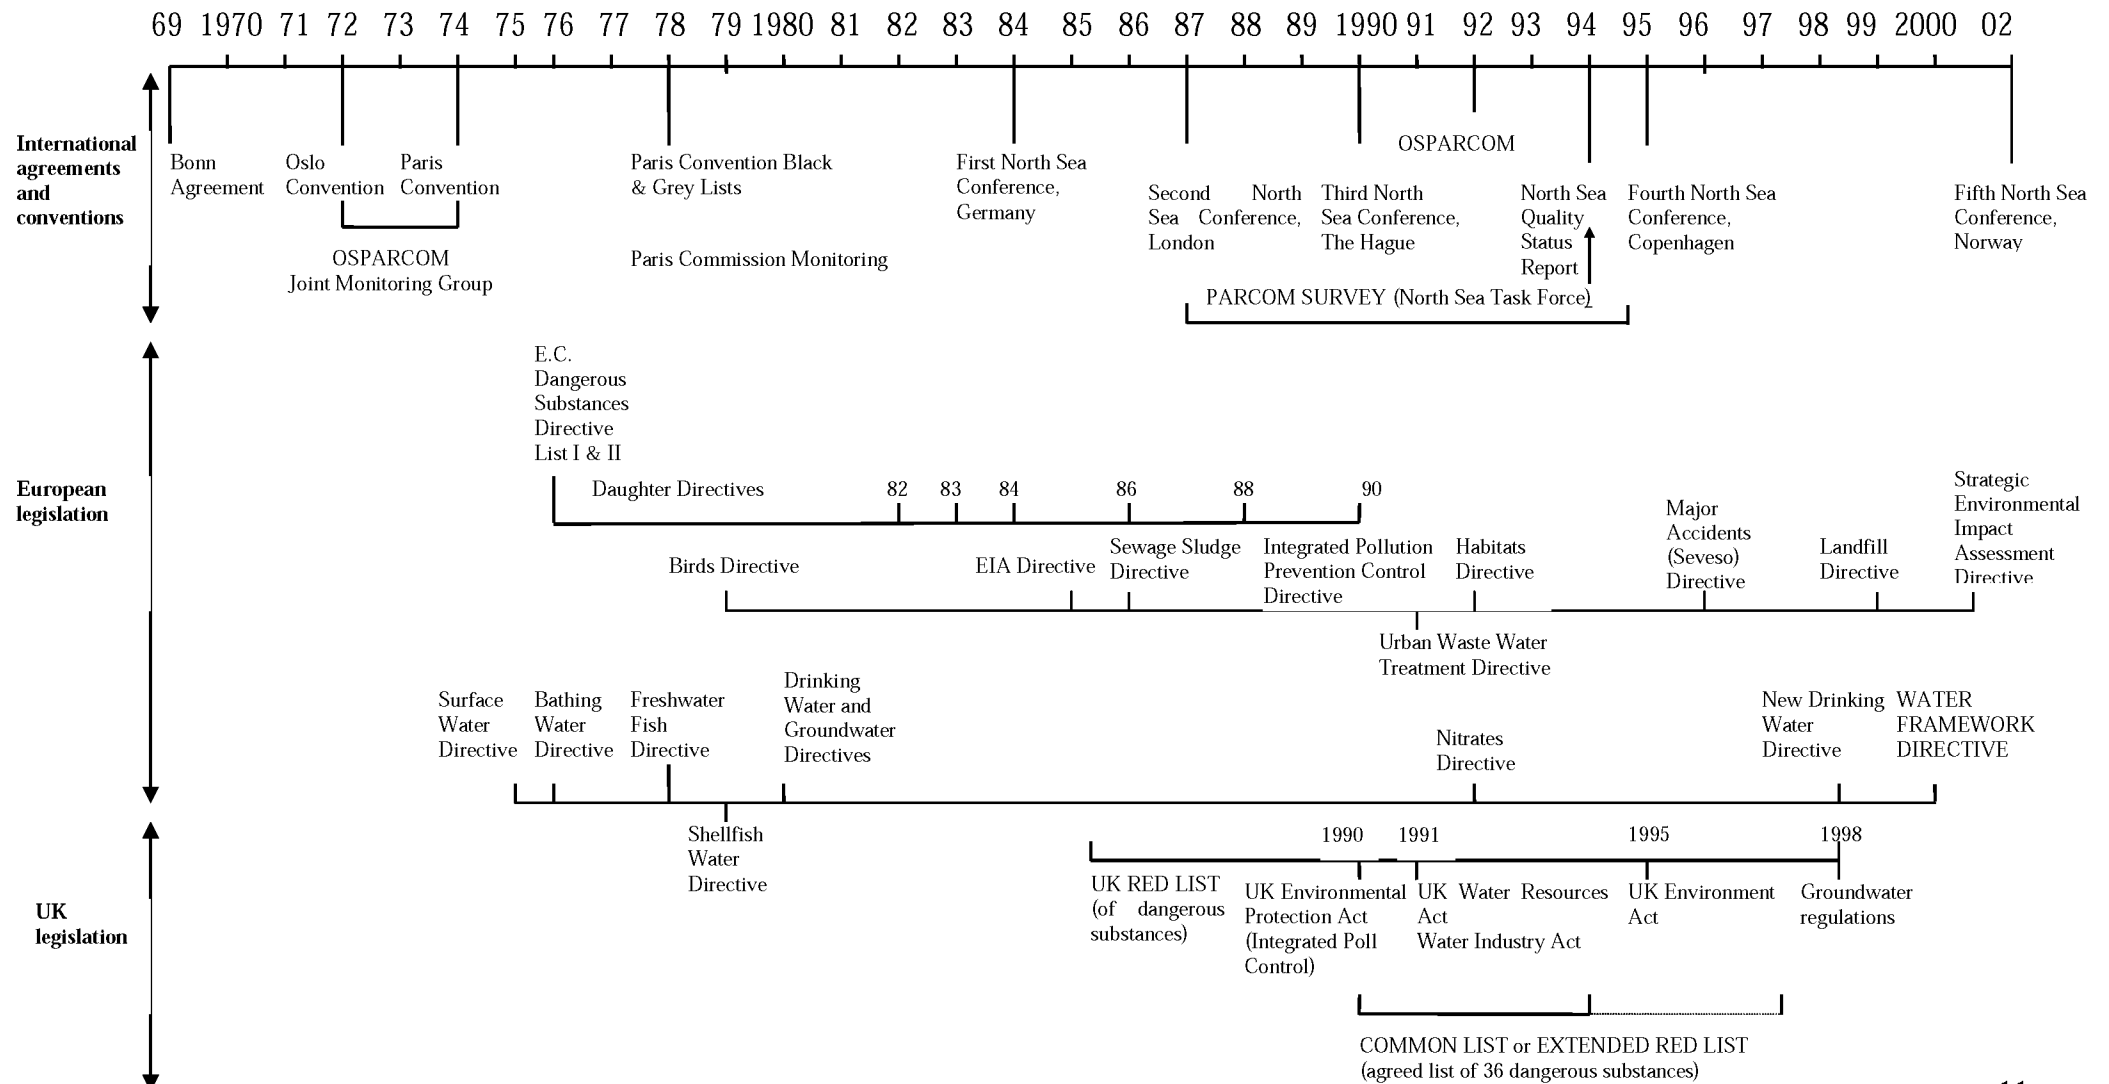 69 1970 71 72 73 74 75 76 77 78 79 1980 81 82 83 84 85 86 87 88 89 1990 91 92 93 94 95 96 97 98 99 2000 02
International
agreements
and
conventions
Bonn
Agreement
Oslo
Convention
Paris
Convention
OSPARCOM
Joint Monitoring Group
Paris Convention Black
& Grey Lists
Paris Commission Monitoring
First North Sea
Conference,
Germany
Second North
Sea Conference,
London
Third North
Sea Conference,
The Hague
OSPARCOM
North Sea
Quality
Status
Report
Fourth North Sea
Conference,
Copenhagen
Fifth North Sea
Conference,
Norway
PARCOM SURVEY (North Sea Task Force)
European
legislation
E.C.
Dangerous
Substances
Directive
List I & II
Daughter Directives
82 83 84 86 88 90
Birds Directive
EIA Directive
Sewage Sludge
Directive
Integrated Pollution
Prevention Control
Directive
Habitats
Directive
Major
Accidents
(Seveso)
Directive
Landfill
Directive
Strategic
Environmental
Impact
Assessment
Directive
Urban Waste Water
Treatment Directive
Surface
Water
Directive
Bathing
Water
Directive
Freshwater
Fish
Directive
Drinking
Water and
Groundwater
Directives
Nitrates
Directive
New Drinking
Water
Directive
WATER
FRAMEWORK
DIRECTIVE
Shellfish
Water
Directive
UK
legislation
1990 1991 1995 1998
UK RED LIST
(of dangerous
substances)
UK Environmental
Protection Act
(Integrated Poll
Control)
UK Water Resources
Act
Water Industry Act
UK Environment
Act
Groundwater
regulations
COMMON LIST or EXTENDED RED LIST
(agreed list of 36 dangerous substances)